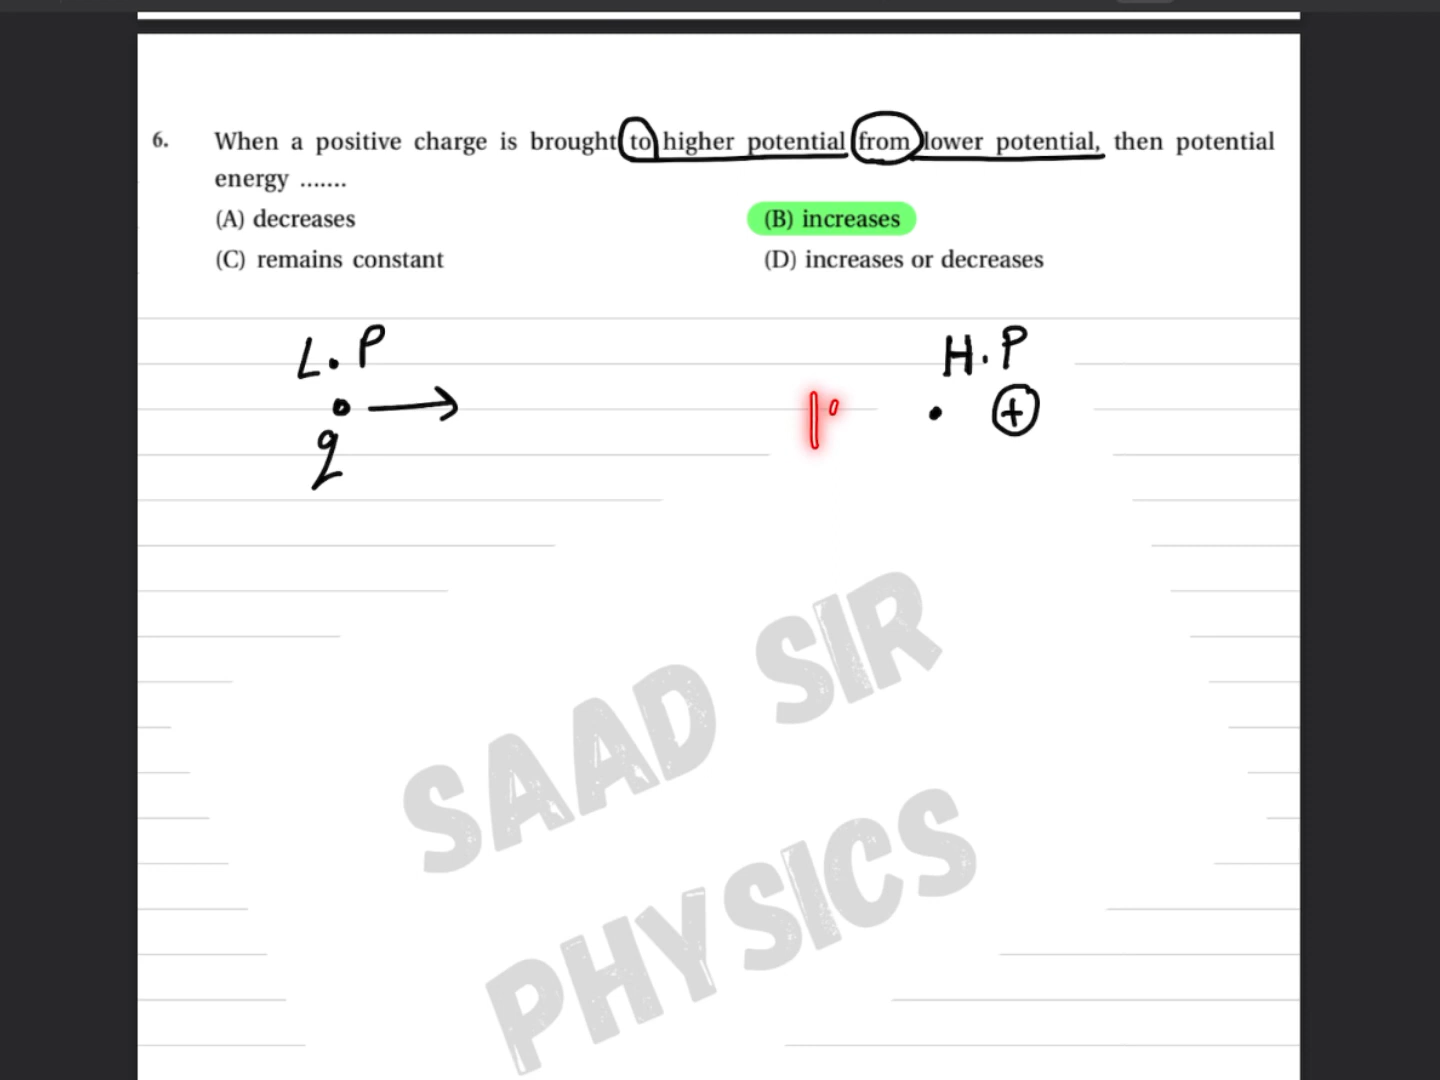 6. When a positive charge is brought to higher potential from lower potential, then potential
energy .......
(A) decreases (B) increases
(C) remains constant (D) increases or decreases
L.P H.P
q +
SAAD SIR
PHYSICS